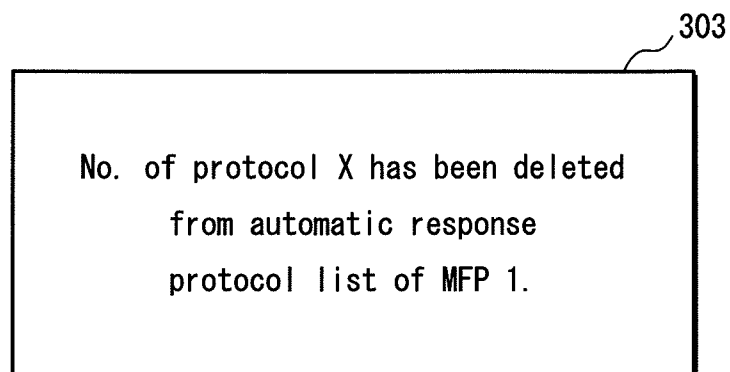 303
No. of protocol X has been deleted
from automatic response
protocol list of MFP 1.